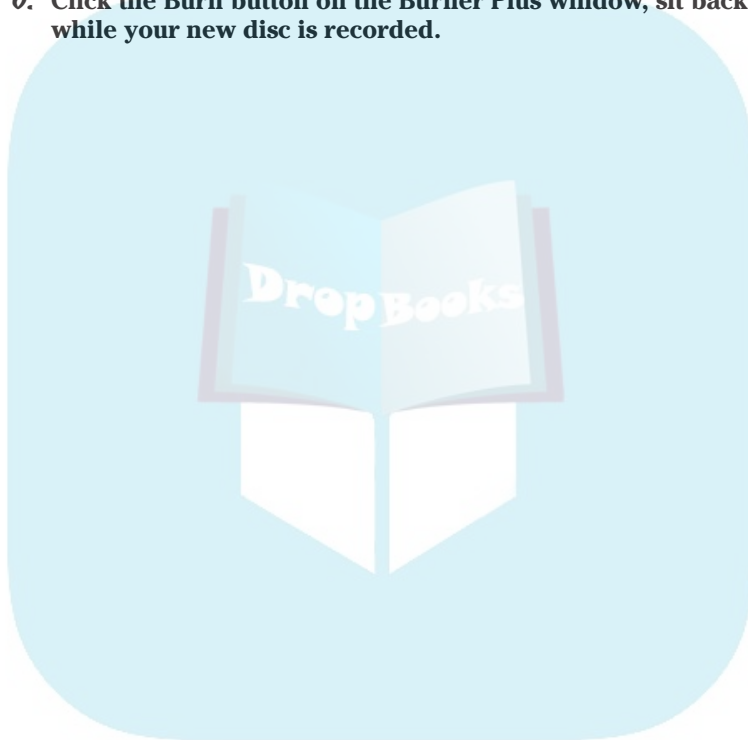 Click the Burn button on the Burner Plus window, sit back
while your new disc is recorded.
DropBooks